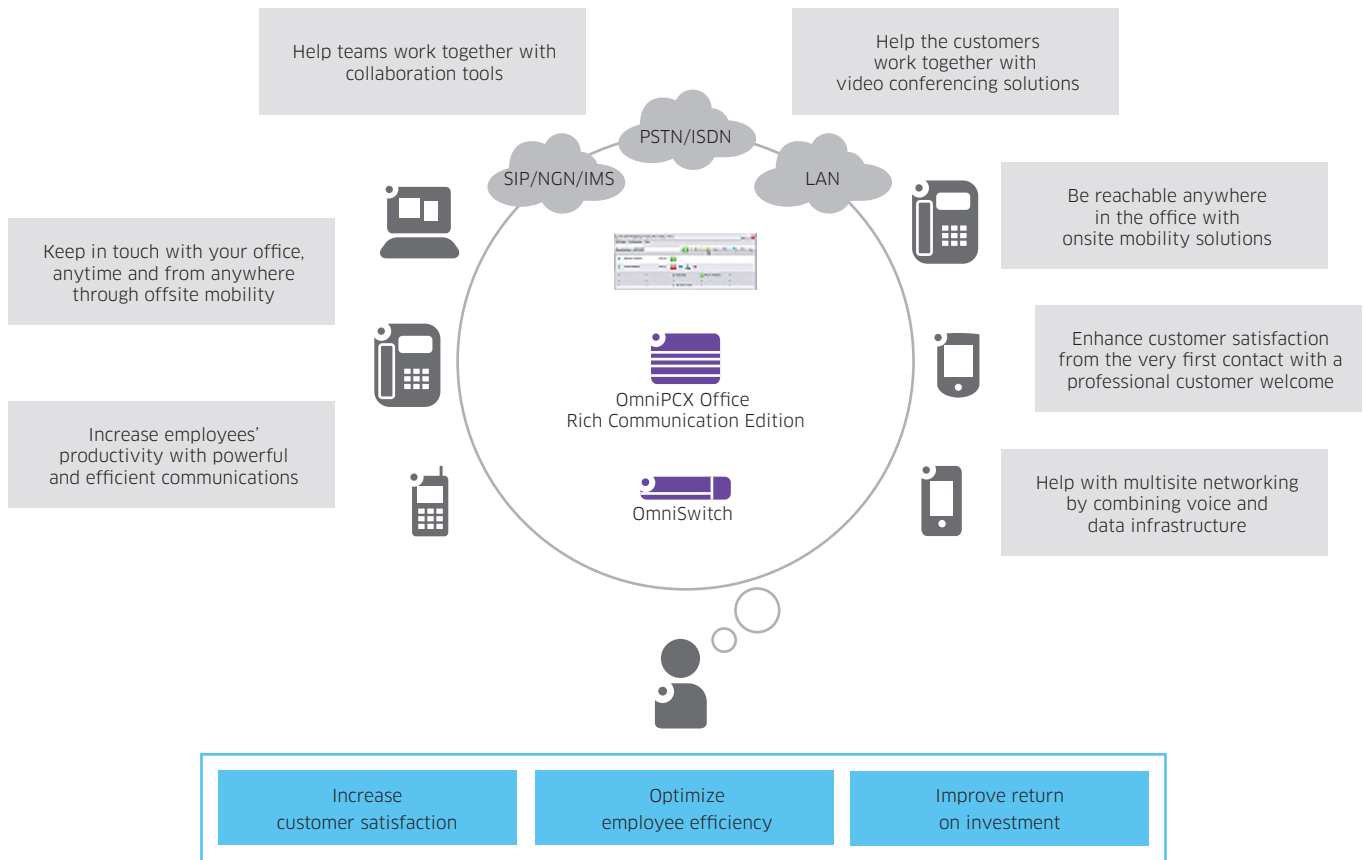 Help teams work together with
collaboration tools
Help the customers
work together with
video conferencing solutions
PSTN/ISDN
SIP/NGN/IMS
LAN
Keep in touch with your office,
anytime and from anywhere
through offsite mobility
Be reachable anywhere
in the office with
onsite mobility solutions
Increase employees’
productivity with powerful
and efficient communications
Enhance customer satisfaction
from the very first contact with a
professional customer welcome
Help with multisite networking
by combining voice and
data infrastructure
OmniPCX Office
Rich Communication Edition
OmniSwitch
Increase
customer satisfaction
Optimize
employee efficiency
Improve return
on investment